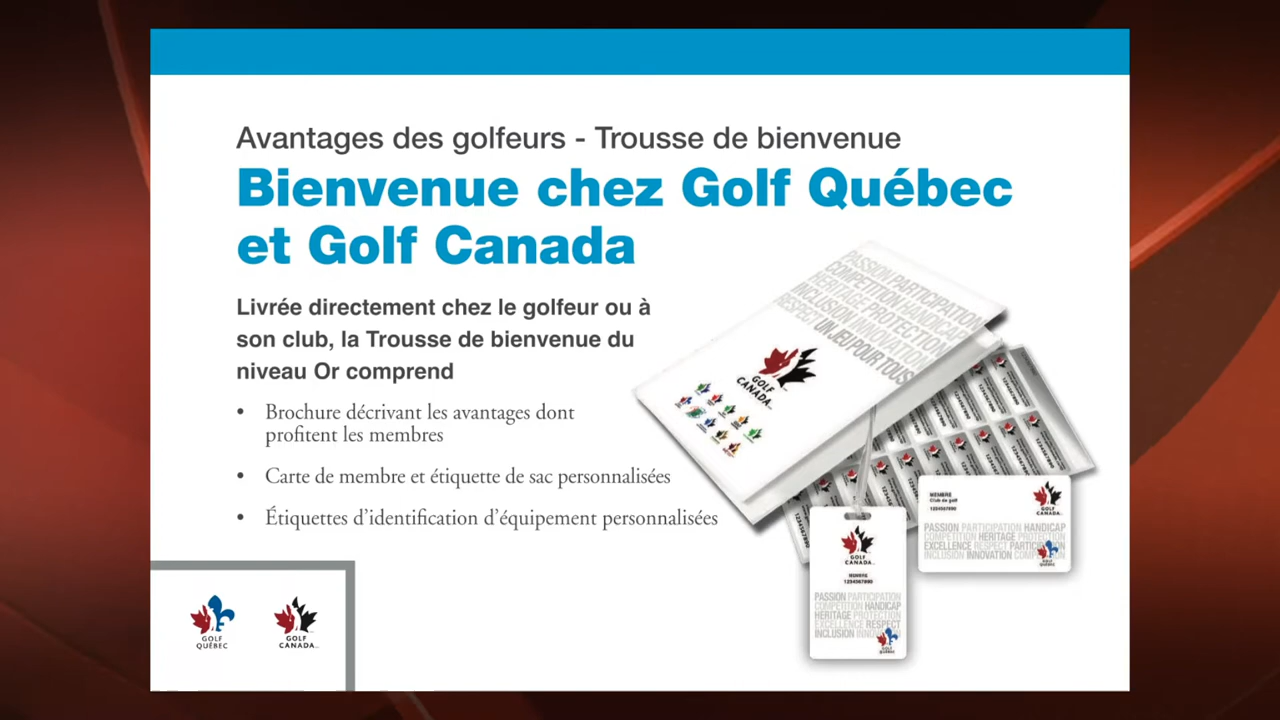 Avantages des golfeurs - Trousse de bienvenue
Bienvenue chez Golf Québec
et Golf Canada
Livrée directement chez le golfeur ou à
son club, la Trousse de bienvenue du
niveau Or comprend
• Brochure décrivant les avantages dont
profitent les membres
• Carte de membre et étiquette de sac personnalisées
• Étiquettes d'identification d'équipement personnalisées
PASSION PARTICIPATION
COMPETITION HANDICAP
HERITAGE PROTECTION
INCLUSION INNOVATION
RESPECT UN JEU POUR TOUS
GOLF
CANADA
MEMBRE
Club de golf
1234567890
GOLF
CANADA
PASSION PARTICIPATION HANDICAP
COMPETITION HERITAGE PROTECTION
EXCELLENCE RESPECT
INCLUSION INNOVATION
GOLF
QUÉBEC
GOLF
CANADA
MEMBRE
1234567890
PASSION PARTICIPATION
COMPETITION HANDICAP
HERITAGE PROTECTION
EXCELLENCE RESPECT
INCLUSION
GOLF
QUÉBEC
GOLF
QUÉBEC
GOLF
CANADA